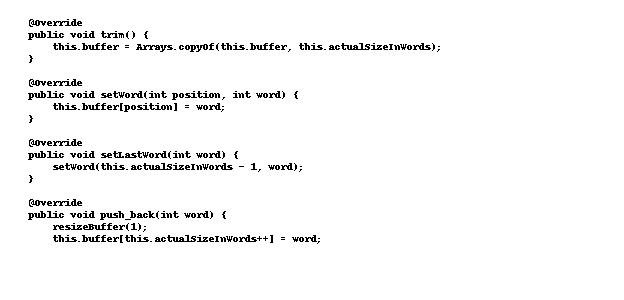 @Override
public void trim() {
    this.buffer = Arrays.copyOf(this.buffer, this.actualSizeInWords);
}

@Override
public void setWord(int position, int word) {
    this.buffer[position] = word;
}

@Override
public void setLastWord(int word) {
    setWord(this.actualSizeInWords - 1, word);
}

@Override
public void push_back(int word) {
    resizeBuffer(1);
    this.buffer[this.actualSizeInWords++] = word;